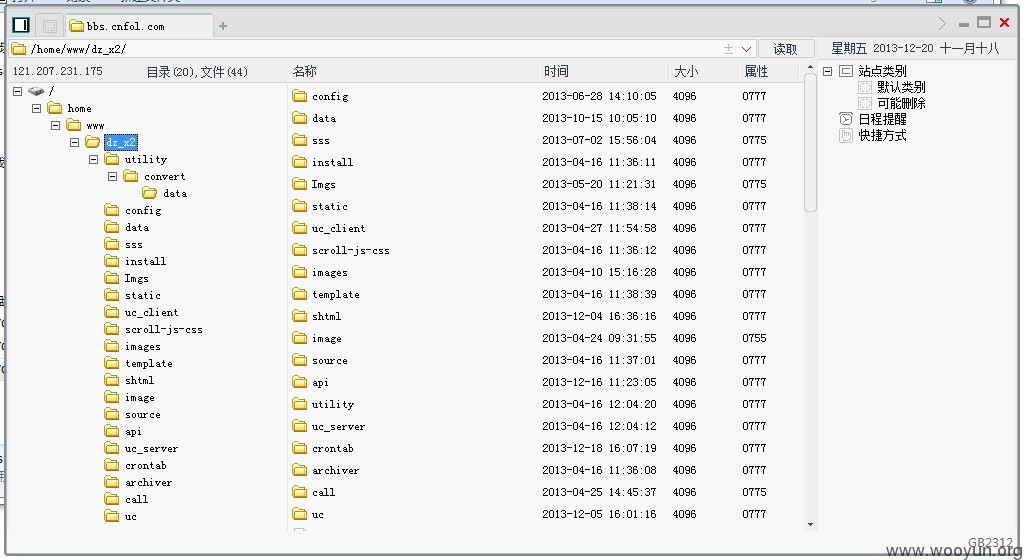 bbs.cnfol.com
/home/www/dz_x2/
读取
星期五 2013-12-20 十一月十八
121.207.231.175 目录(20),文件(44)
名称 时间 大小 属性
/
home
www
dz_x2
utility
convert
data
config
data
sss
install
Imgs
static
uc_client
scroll-js-css
images
template
shtml
image
source
api
uc_server
crontab
archiver
call
uc
config 2013-06-28 14:10:05 4096 0777
data 2013-10-15 10:05:10 4096 0777
sss 2013-07-02 15:56:04 4096 0775
install 2013-04-16 11:36:11 4096 0777
Imgs 2013-05-20 11:21:31 4096 0775
static 2013-04-16 11:38:14 4096 0777
uc_client 2013-04-27 11:54:58 4096 0777
scroll-js-css 2013-04-16 11:36:12 4096 0777
images 2013-04-10 15:16:28 4096 0777
template 2013-04-16 11:38:39 4096 0777
shtml 2013-12-04 16:36:16 4096 0777
image 2013-04-24 09:31:55 4096 0755
source 2013-04-16 11:37:01 4096 0777
api 2013-12-16 11:23:05 4096 0777
utility 2013-04-16 12:04:20 4096 0777
uc_server 2013-04-16 12:04:12 4096 0777
crontab 2013-12-18 16:07:19 4096 0777
archiver 2013-04-16 11:36:08 4096 0777
call 2013-04-25 14:45:37 4096 0775
uc 2013-12-05 16:01:16 4096 0777
站点类别
默认类别
可能删除
日程提醒
快捷方式
GB2312
www.wooyun.org